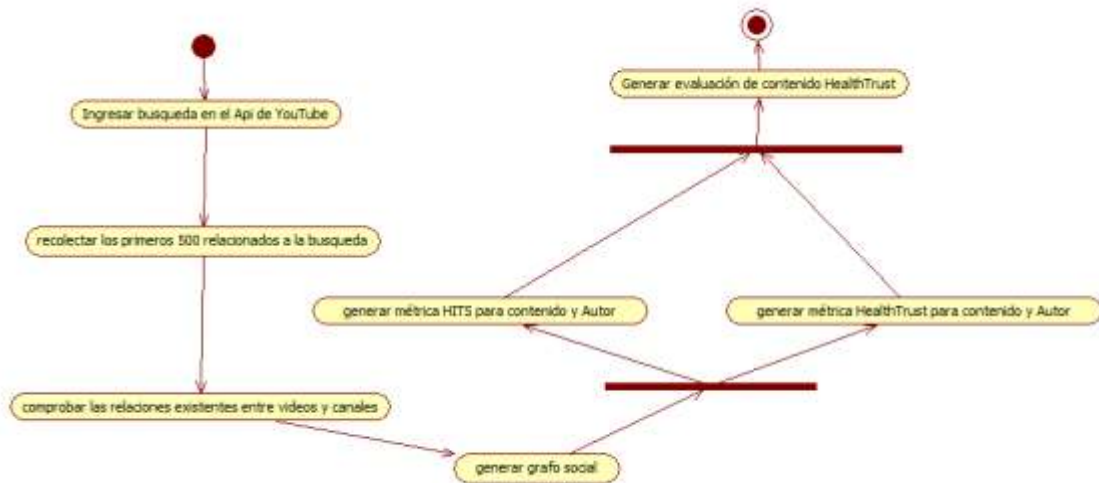 Ingresar busqueda en el Api de YouTube
recolectar los primeros 500 relacionados a la busqueda
comprobar las relaciones existentes entre videos y canales
generar grafo social
generar métrica HITS para contenido y Autor
generar métrica HealthTrust para contenido y Autor
Generar evaluación de contenido HealthTrust